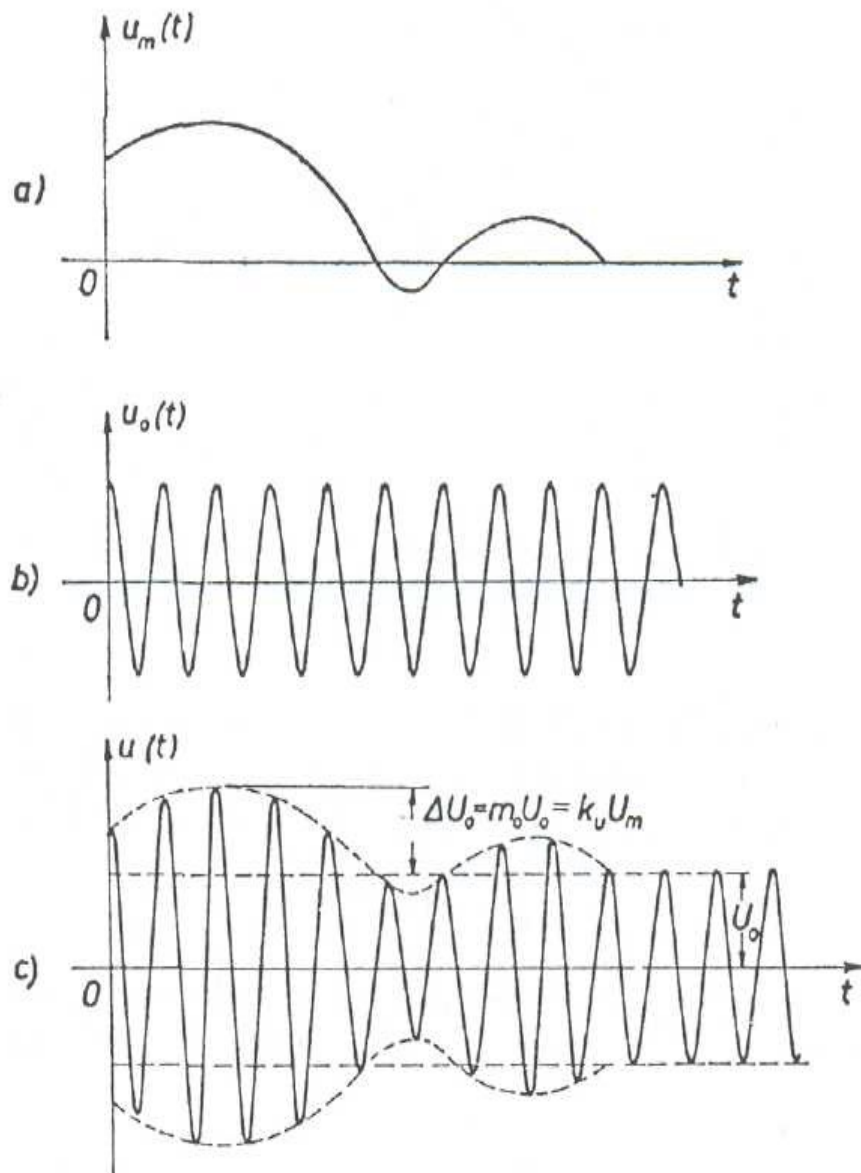 u_m(t)
a)
0
t
u_o(t)
b)
0
t
u(t)
ΔU_o=m_oU_o=k_uU_m
U_o
c)
0
t